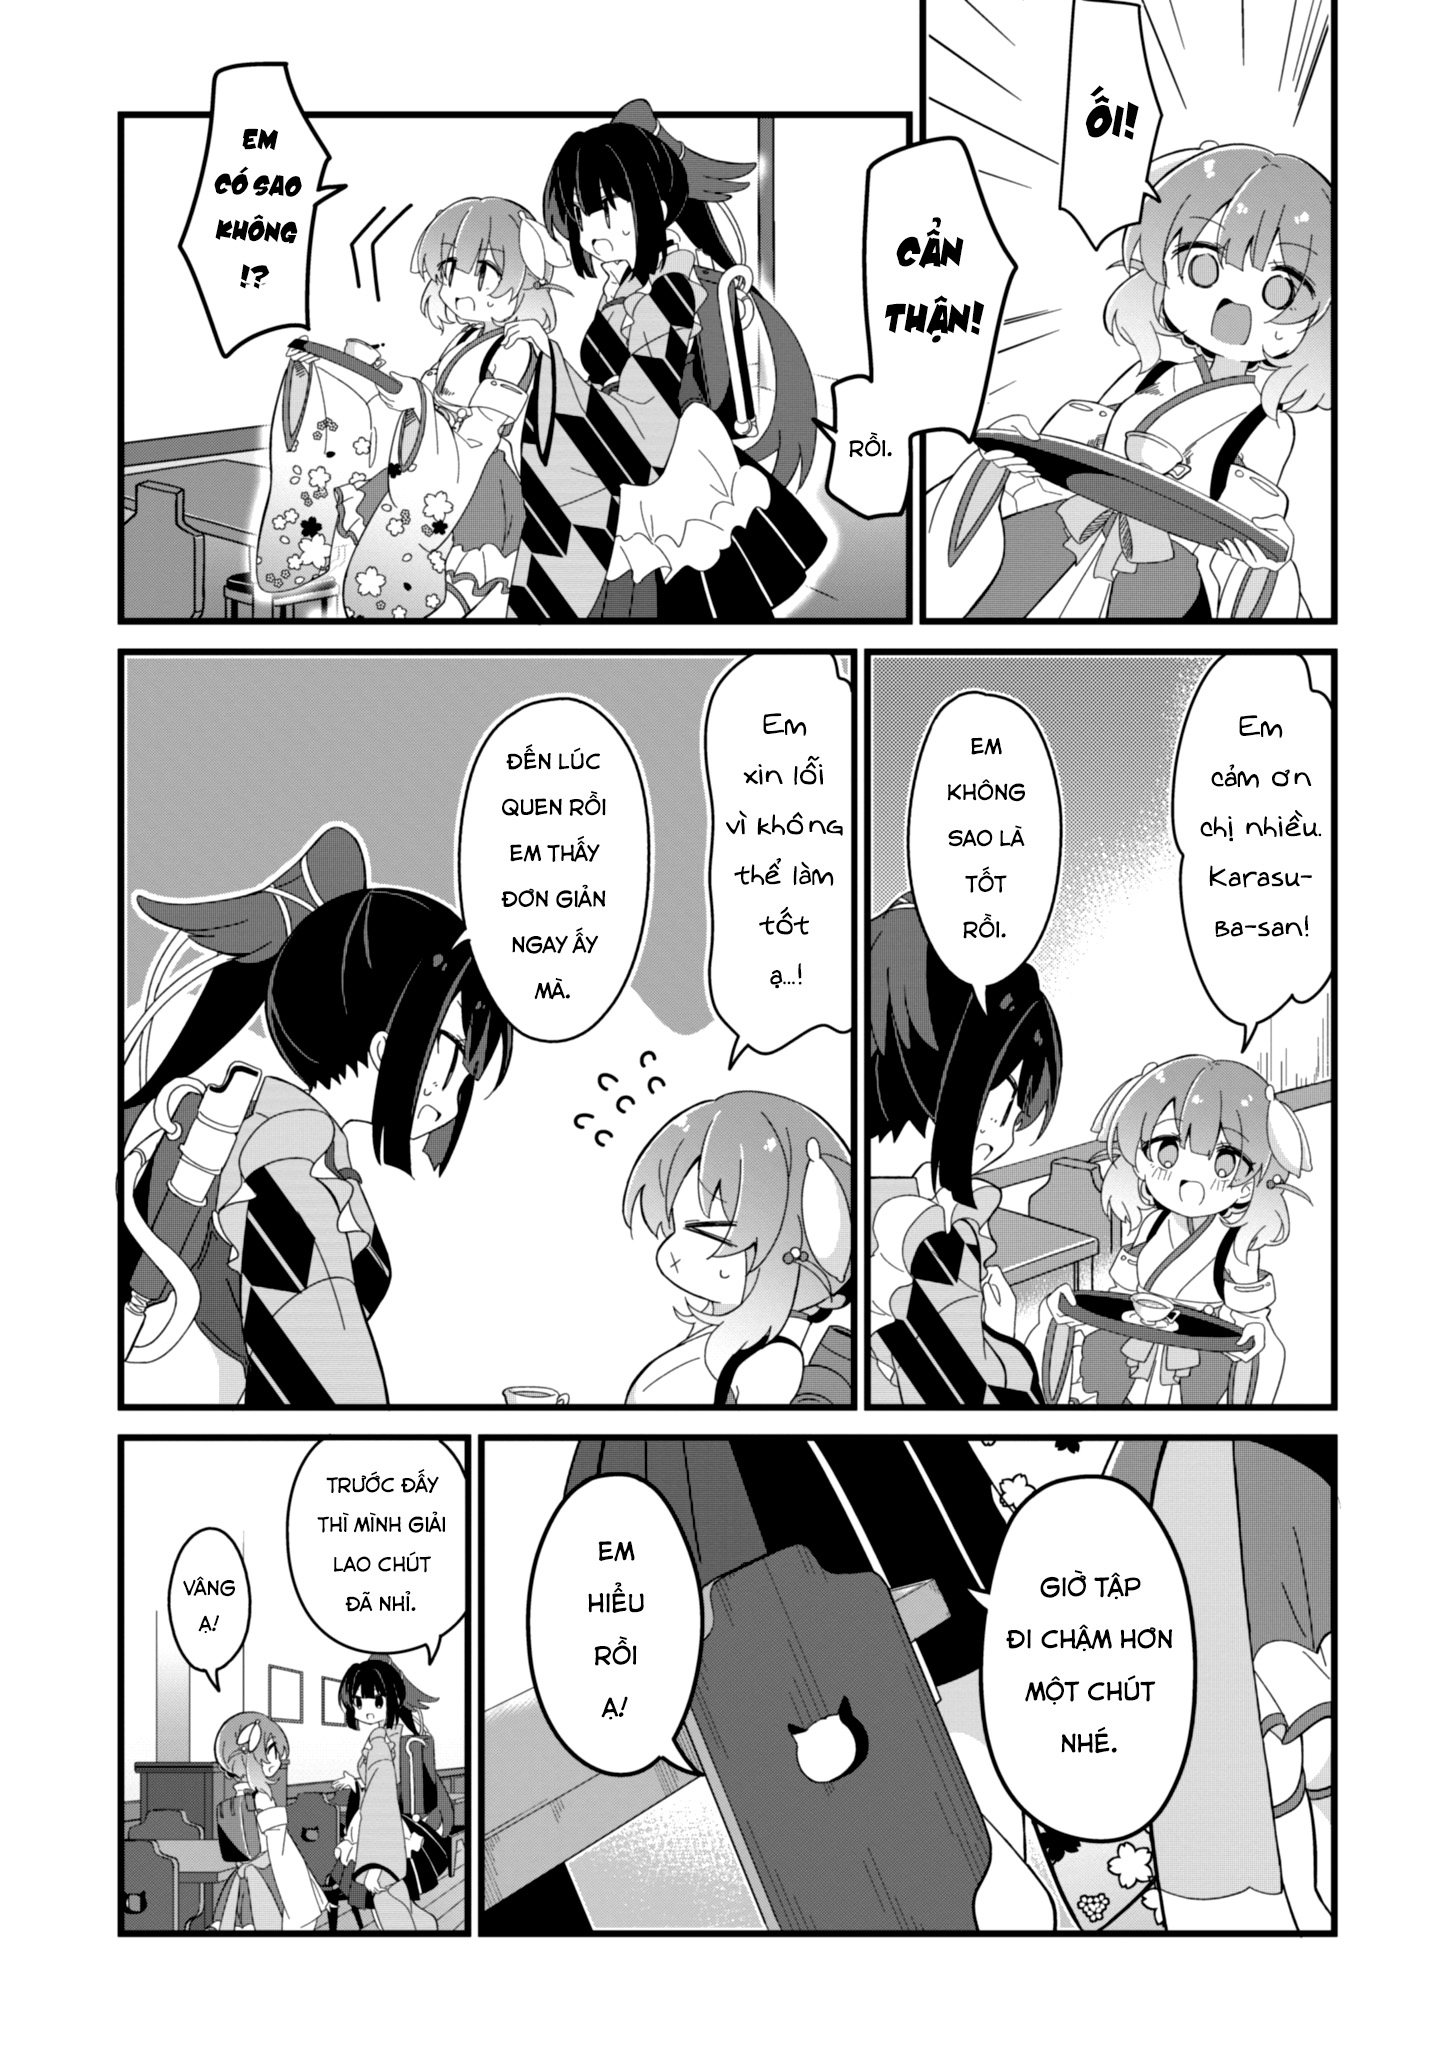 ỐI!
CẨN
THẬN!
RỒI.
EM
CÓ SAO
KHÔNG
!?
Em
cảm ơn
chị nhiều.
Karasu-
Ba-san!
EM
KHÔNG
SAO LÀ
TỐT
RỒI.
Em
xin lỗi
vì không
thể làm
tốt
ạ...!
ĐẾN LÚC
QUEN RỒI
EM THẤY
ĐƠN GIẢN
NGAY ẤY
MÀ.
GIỜ TẬP
ĐI CHẬM HƠN
MỘT CHÚT
NHÉ.
EM
HIỂU
RỒI
Ạ!
TRƯỚC ĐẤY
THÌ MÌNH GIẢI
LAO CHÚT
ĐÃ NHỈ.
VÂNG
Ạ!